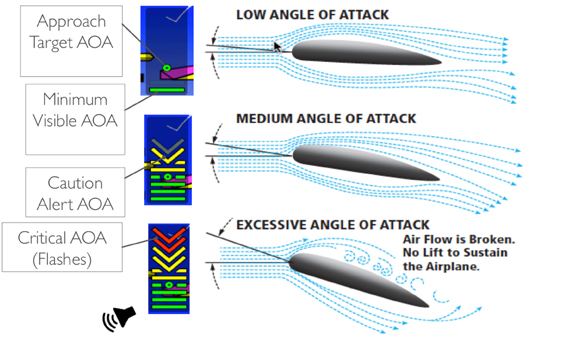 Approach
Target AOA
Minimum
Visible AOA
Caution
Alert AOA
Critical AOA
(Flashes)
LOW ANGLE OF ATTACK
MEDIUM ANGLE OF ATTACK
EXCESSIVE ANGLE OF ATTACK
Air Flow is Broken.
No Lift to Sustain
the Airplane.